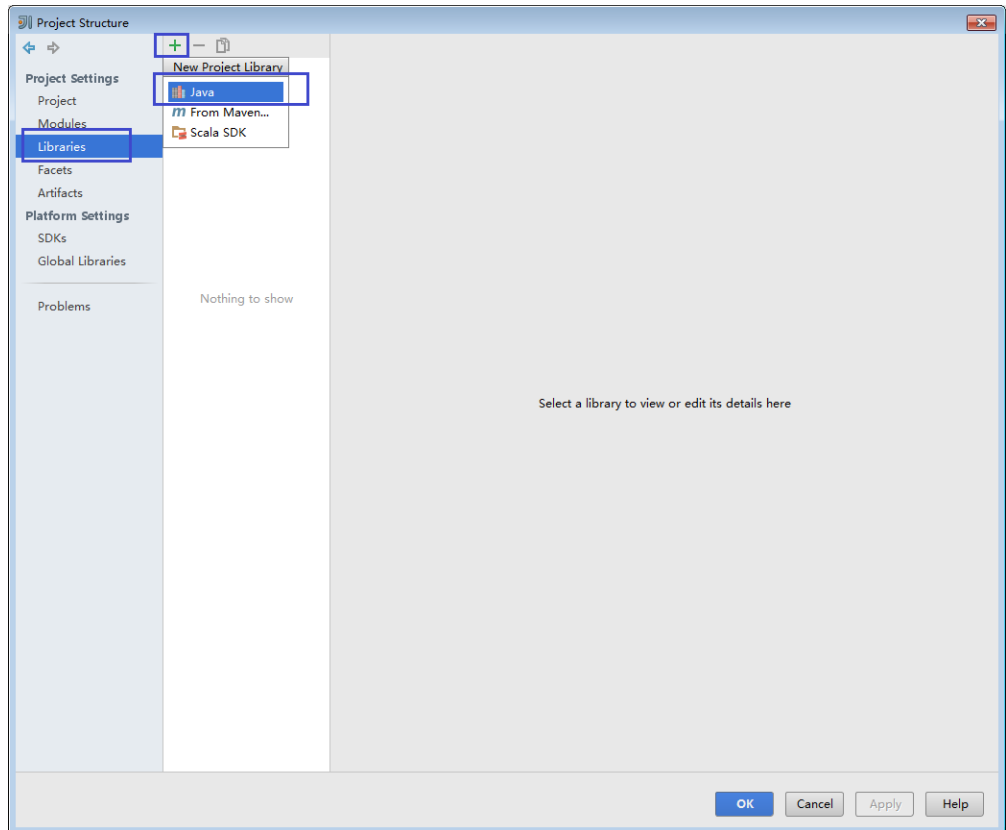 Project Structure
New Project Library
Java
From Maven...
Scala SDK
Project Settings
Project
Modules
Libraries
Facets
Artifacts
Platform Settings
SDKs
Global Libraries
Problems
Nothing to show
Select a library to view or edit its details here
OK
Cancel
Apply
Help